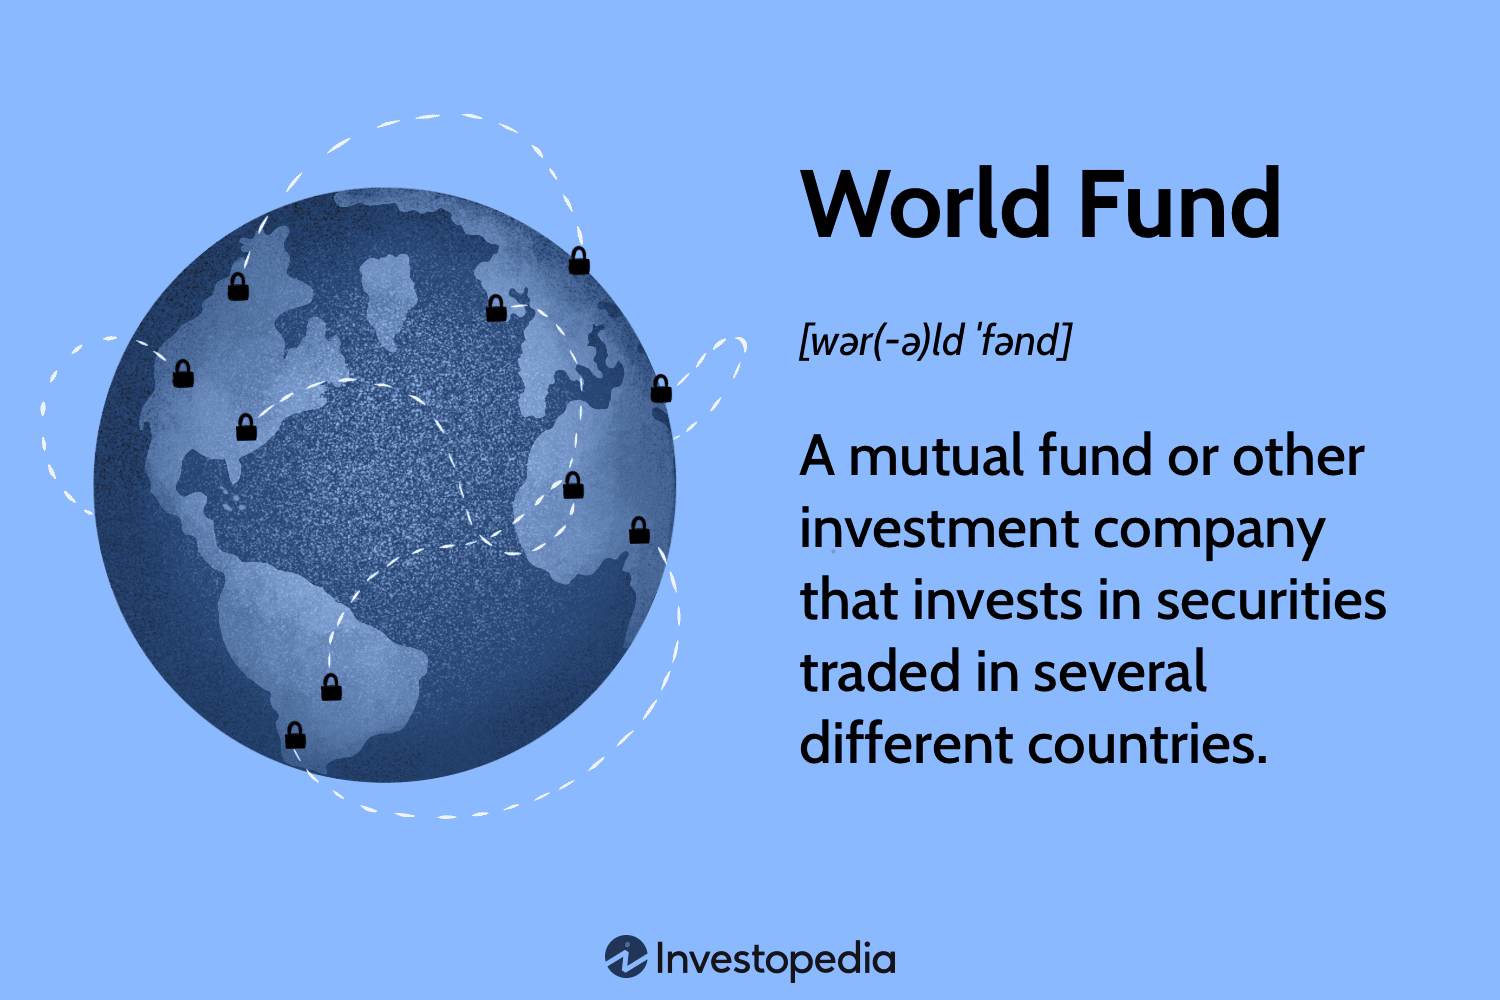 World Fund
[wər(-ə)ld ˈfənd]
A mutual fund or other
investment company
that invests in securities
traded in several
different countries.
Investopedia